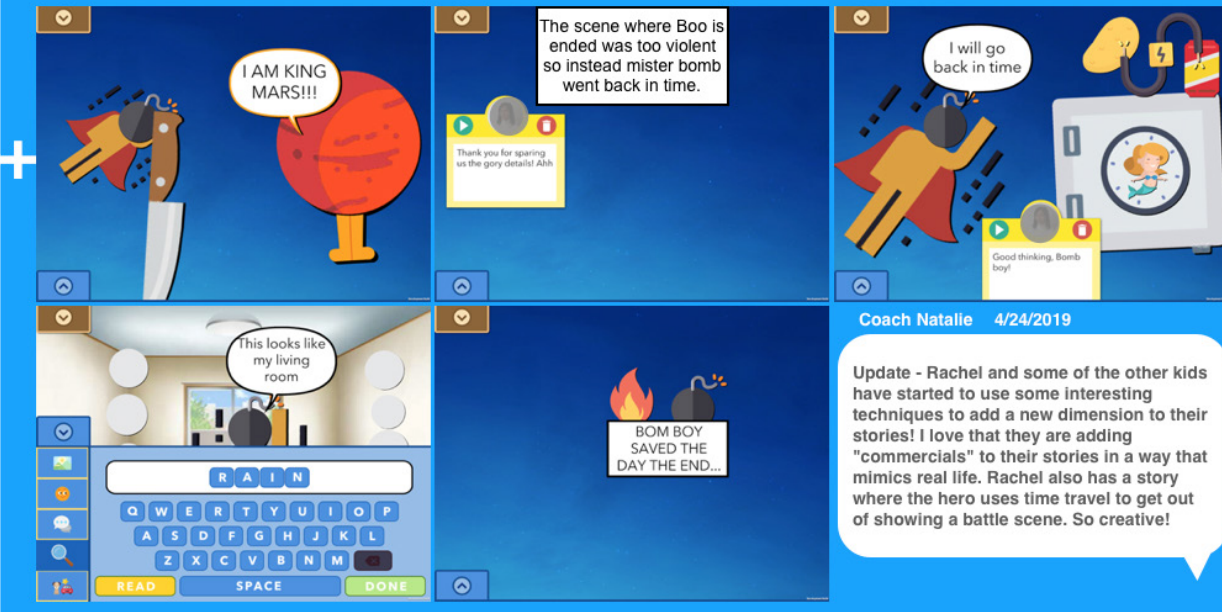 I AM KING
MARS!!!
The scene where Boo is
ended was too violent
so instead mister bomb
went back in time.
Thank you for sparing
us the gory details! Ahh
I will go
back in time
Good thinking, Bomb
boy!
This looks like
my living
room
R A I N
Q W E R T Y U I O P
A S D F G H J K L
Z X C V B N M
READ SPACE DONE
BOM BOY
SAVED THE
DAY THE END...
Coach Natalie 4/24/2019
Update - Rachel and some of the other kids
have started to use some interesting
techniques to add a new dimension to their
stories! I love that they are adding
"commercials" to their stories in a way that
mimics real life. Rachel also has a story
where the hero uses time travel to get out
of showing a battle scene. So creative!